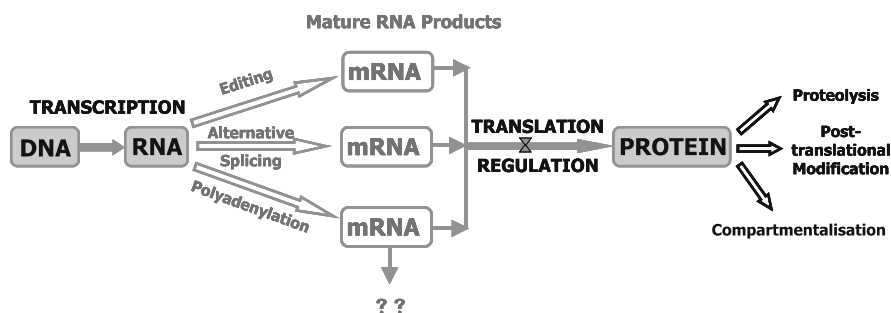 Mature RNA Products
mRNA
Editing
TRANSCRIPTION
DNA
RNA
Alternative
Splicing
mRNA
Polyadenylation
mRNA
? ?
TRANSLATION
REGULATION
PROTEIN
Proteolysis
Post-
translational
Modification
Compartmentalisation